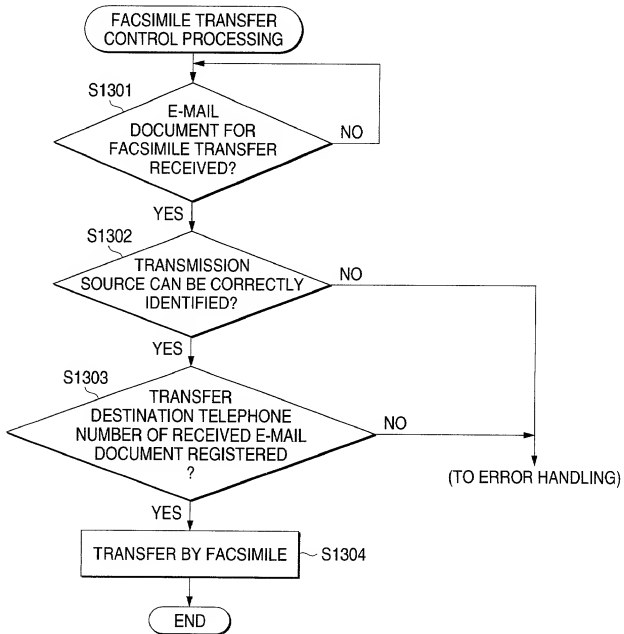 FACSIMILE TRANSFER
CONTROL PROCESSING
S1301
E-MAIL
DOCUMENT FOR
FACSIMILE TRANSFER
RECEIVED?
NO
YES
S1302
TRANSMISSION
SOURCE CAN BE CORRECTLY
IDENTIFIED?
NO
YES
S1303
TRANSFER
DESTINATION TELEPHONE
NUMBER OF RECEIVED E-MAIL
DOCUMENT REGISTERED
?
NO
(TO ERROR HANDLING)
YES
TRANSFER BY FACSIMILE
S1304
END